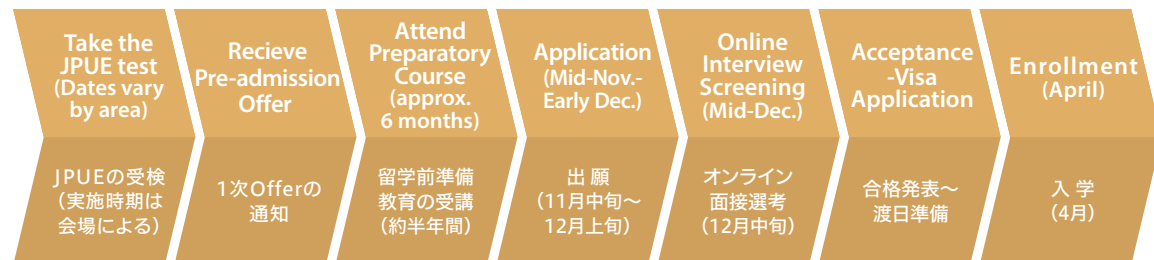 Take the
JPUE test
(Dates vary
by area)
JPUEの受検
(実施時期は
会場による)
Recieve
Pre-admission
Offer
1次Offerの
通知
Attend
Preparatory
Course
(approx.
6 months)
留学前準備
教育の受講
(約半年間)
Application
(Mid-Nov.-
Early Dec.)
出 願
(11月中旬〜
12月上旬)
Online
Interview
Screening
(Mid-Dec.)
オンライン
面接選考
(12月中旬)
Acceptance
-Visa
Application
合格発表〜
渡日準備
Enrollment
(April)
入 学
(4月)